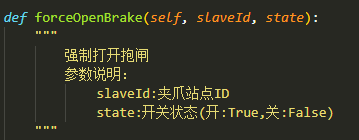 def forceOpenBrake(self, slaveId, state):
"""
强制打开抱闸
参数说明:
slaveId:夹爪站点ID
state:开关状态(开:True,关:False)
"""